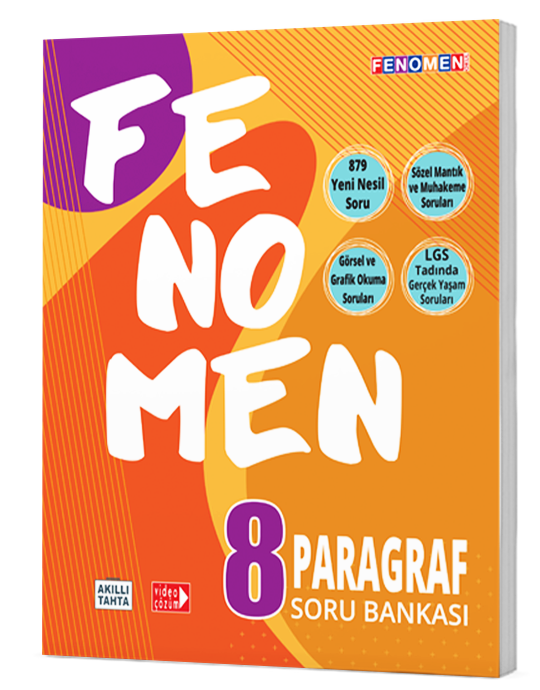 FENOMEN
FE
NO
MEN
879
Yeni Nesil
Soru
Sözel Mantık
ve Muhakeme
Soruları
Görsel ve
Grafik Okuma
Soruları
LGS
Tadında
Gerçek Yaşam
Soruları
8 PARAGRAF
SORU BANKASI
AKILLI
TAHTA
video
çözüm